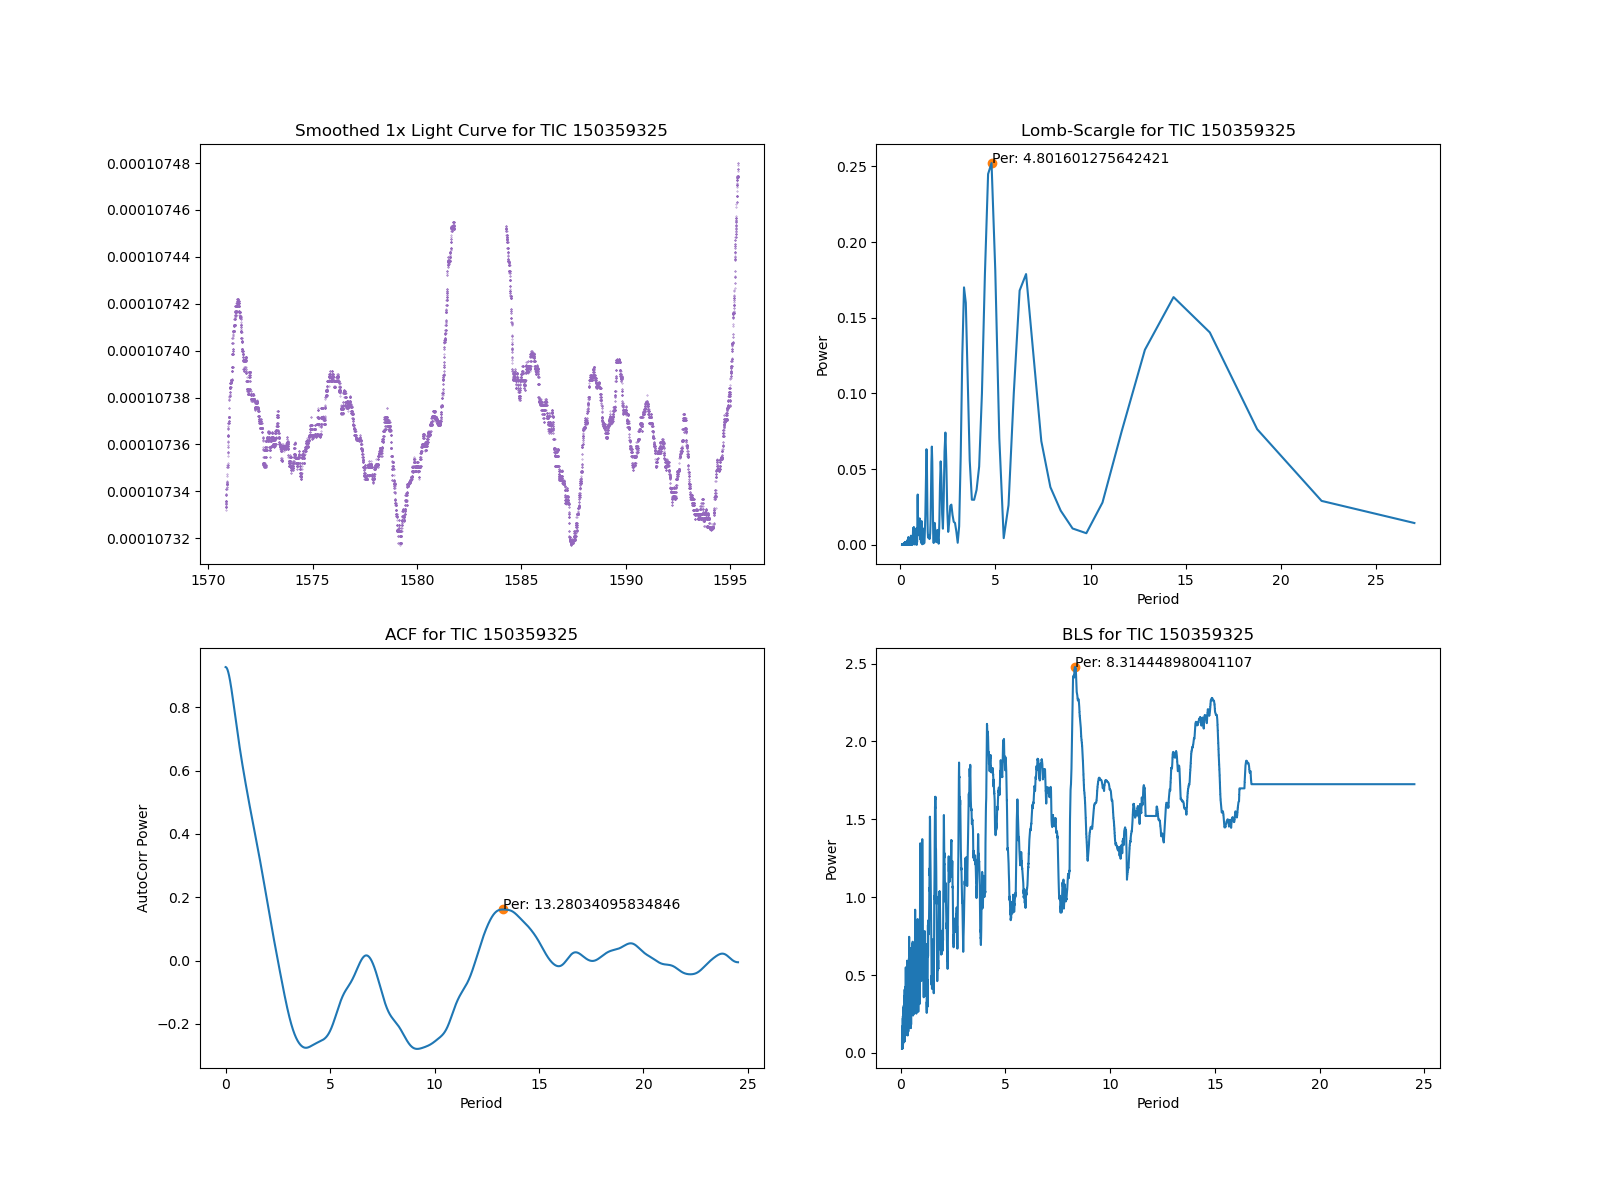 Smoothed 1x Light Curve for TIC 150359325
0.00010748
0.00010746
0.00010744
0.00010742
0.00010740
0.00010738
0.00010736
0.00010734
0.00010732
1570 1575 1580 1585 1590 1595
Lomb-Scargle for TIC 150359325
Per: 4.801601275642421
Power
0.25
0.20
0.15
0.10
0.05
0.00
0 5 10 15 20 25
Period
ACF for TIC 150359325
Per: 13.28034095834846
AutoCorr Power
0.8
0.6
0.4
0.2
0.0
−0.2
0 5 10 15 20 25
Period
BLS for TIC 150359325
Per: 8.314448980041107
Power
2.5
2.0
1.5
1.0
0.5
0.0
0 5 10 15 20 25
Period